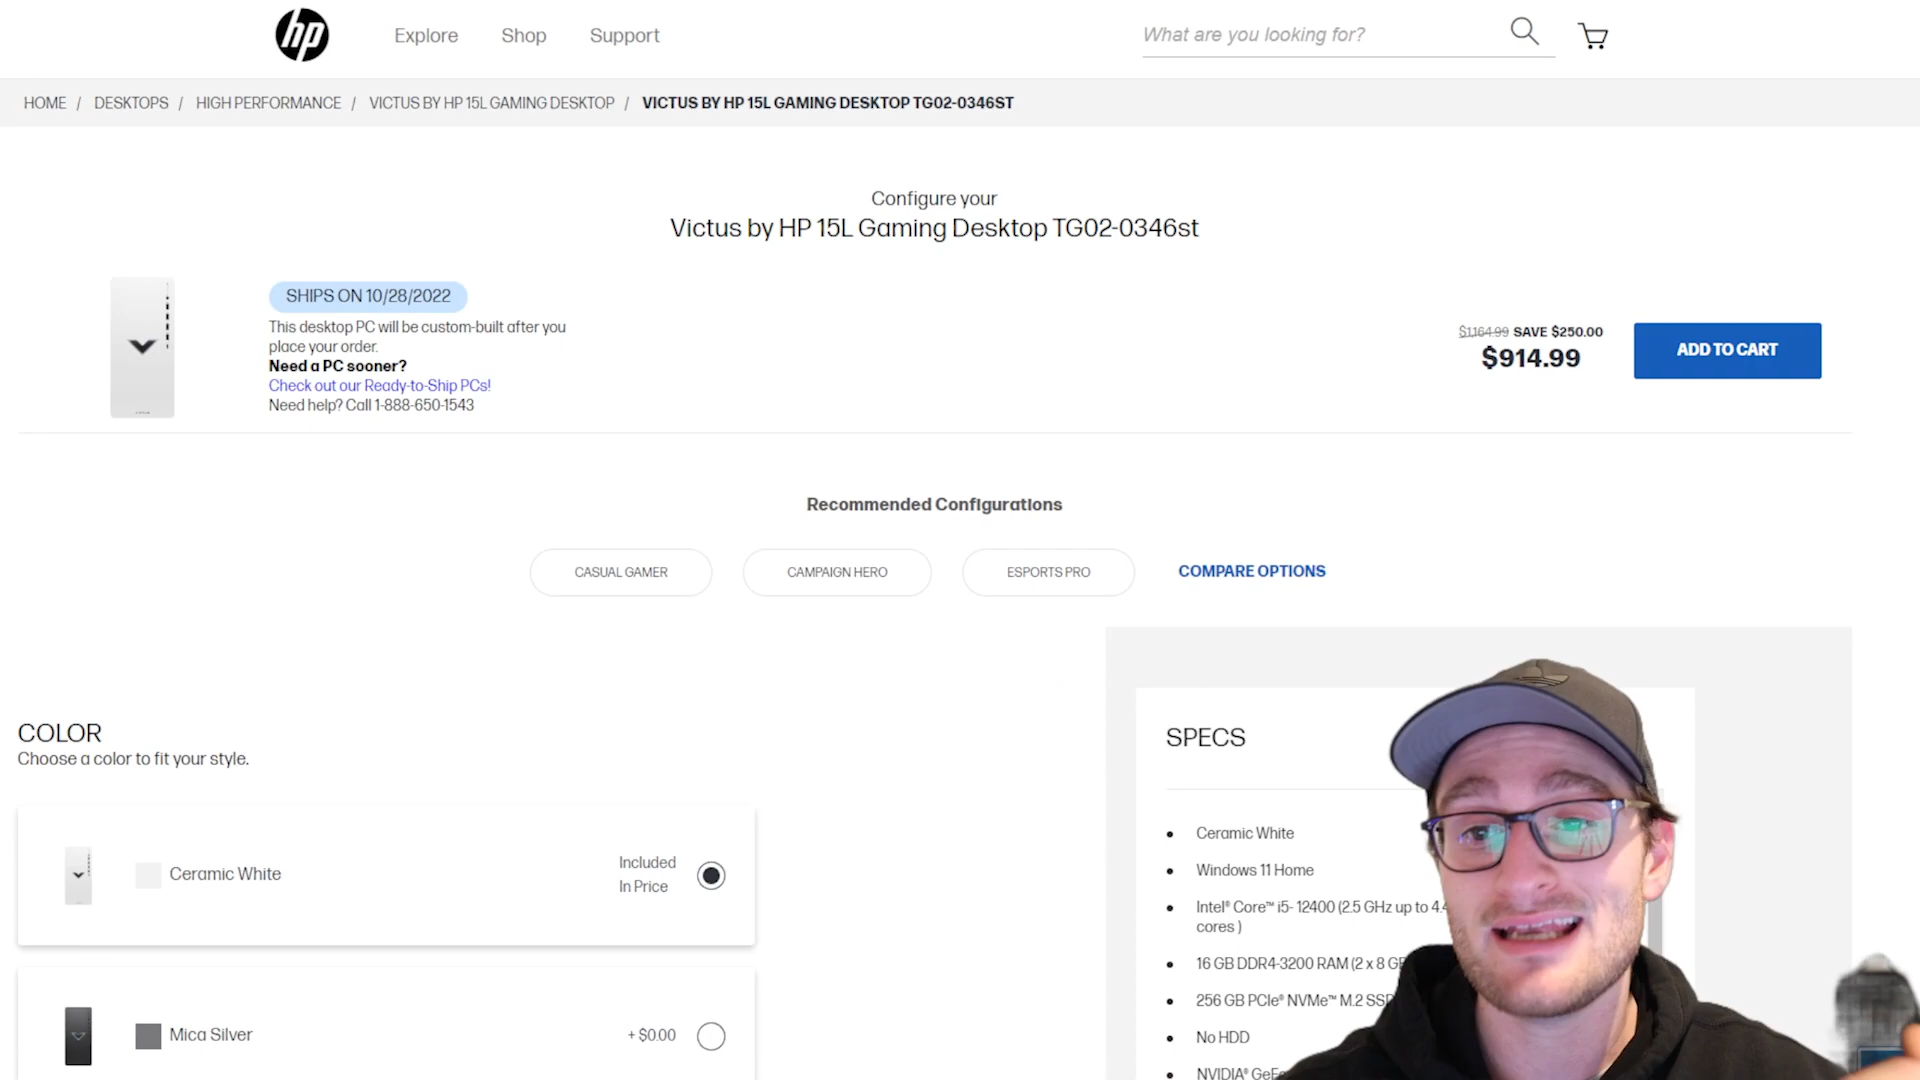 hp
Explore
Shop
Support
What are you looking for?
HOME / DESKTOPS / HIGH PERFORMANCE / VICTUS BY HP 15L GAMING DESKTOP / VICTUS BY HP 15L GAMING DESKTOP TG02-0346ST
Configure your
Victus by HP 15L Gaming Desktop TG02-0346st
SHIPS ON 10/28/2022
This desktop PC will be custom-built after you
place your order.
Need a PC sooner?
Check out our Ready-to-Ship PCs!
Need help? Call 1-888-650-1543
$1,164.99 SAVE $250.00
$914.99
ADD TO CART
Recommended Configurations
CASUAL GAMER
CAMPAIGN HERO
ESPORTS PRO
COMPARE OPTIONS
COLOR
Choose a color to fit your style.
Ceramic White
Included
In Price
Mica Silver
+ $0.00
SPECS
• Ceramic White
• Windows 11 Home
• Intel® Core™ i5-12400 (2.5 GHz up to 4.4
cores )
• 16 GB DDR4-3200 RAM (2 x 8
• 256 GB PCIe® NVMe™ M.2 SSD
• No HDD
• NVIDIA®